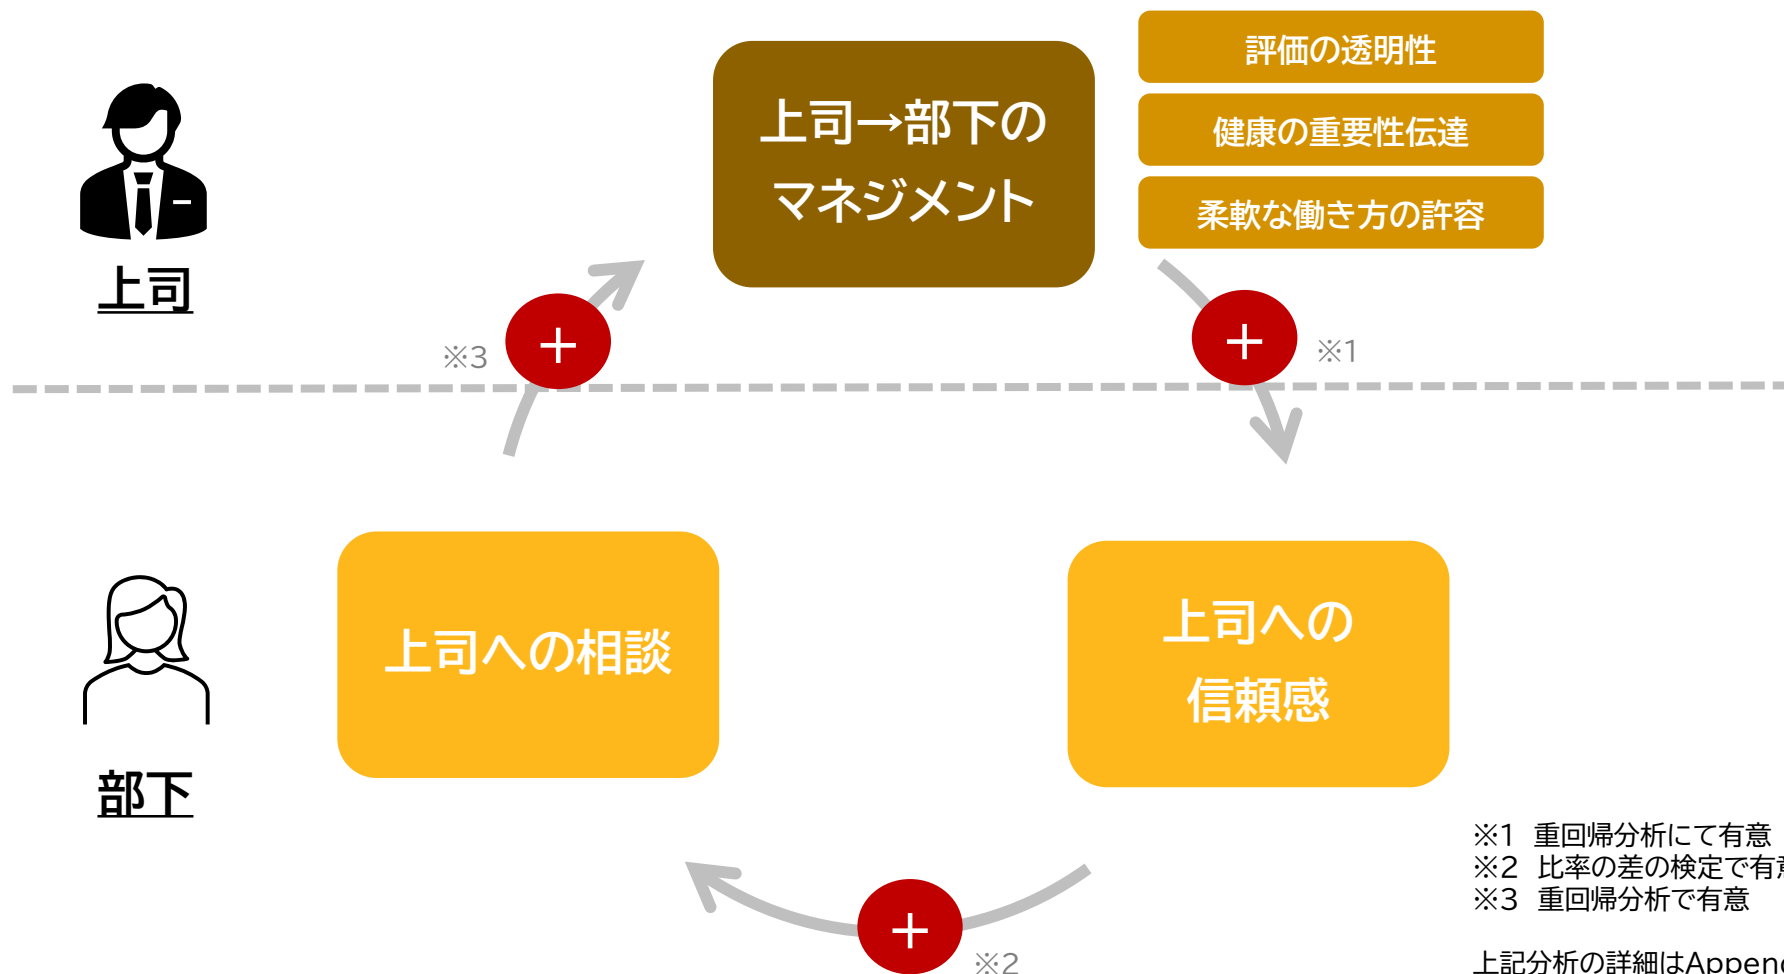 評価の透明性
健康の重要性伝達
柔軟な働き方の許容
上司→部下の
マネジメント
上司
※3
+
+
※1
上司への相談
上司への
信頼感
部下
+
※2
※1 重回帰分析にて有意
※2 比率の差の検定で有意
※3 重回帰分析で有意
上記分析の詳細はAppen